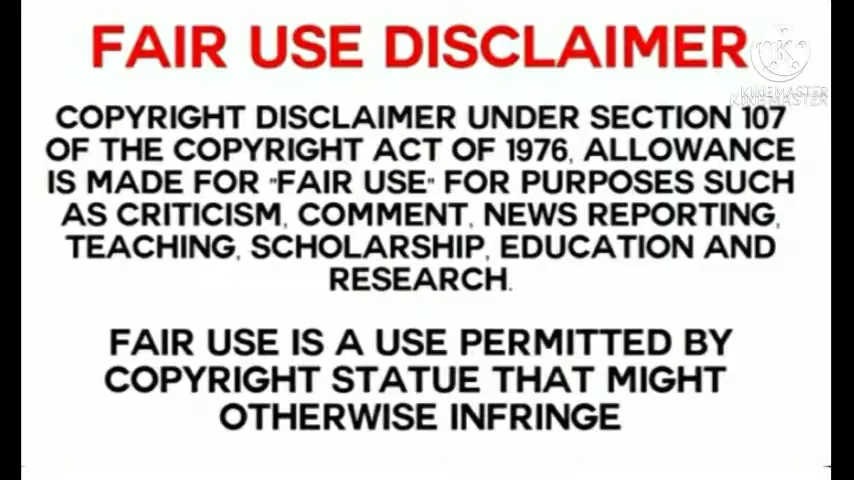 FAIR USE DISCLAIMER
K
KINEMASTER
KINEMASTER
COPYRIGHT DISCLAIMER UNDER SECTION 107
OF THE COPYRIGHT ACT OF 1976, ALLOWANCE
IS MADE FOR "FAIR USE" FOR PURPOSES SUCH
AS CRITICISM, COMMENT, NEWS REPORTING,
TEACHING, SCHOLARSHIP, EDUCATION AND
RESEARCH.
FAIR USE IS A USE PERMITTED BY
COPYRIGHT STATUE THAT MIGHT
OTHERWISE INFRINGE